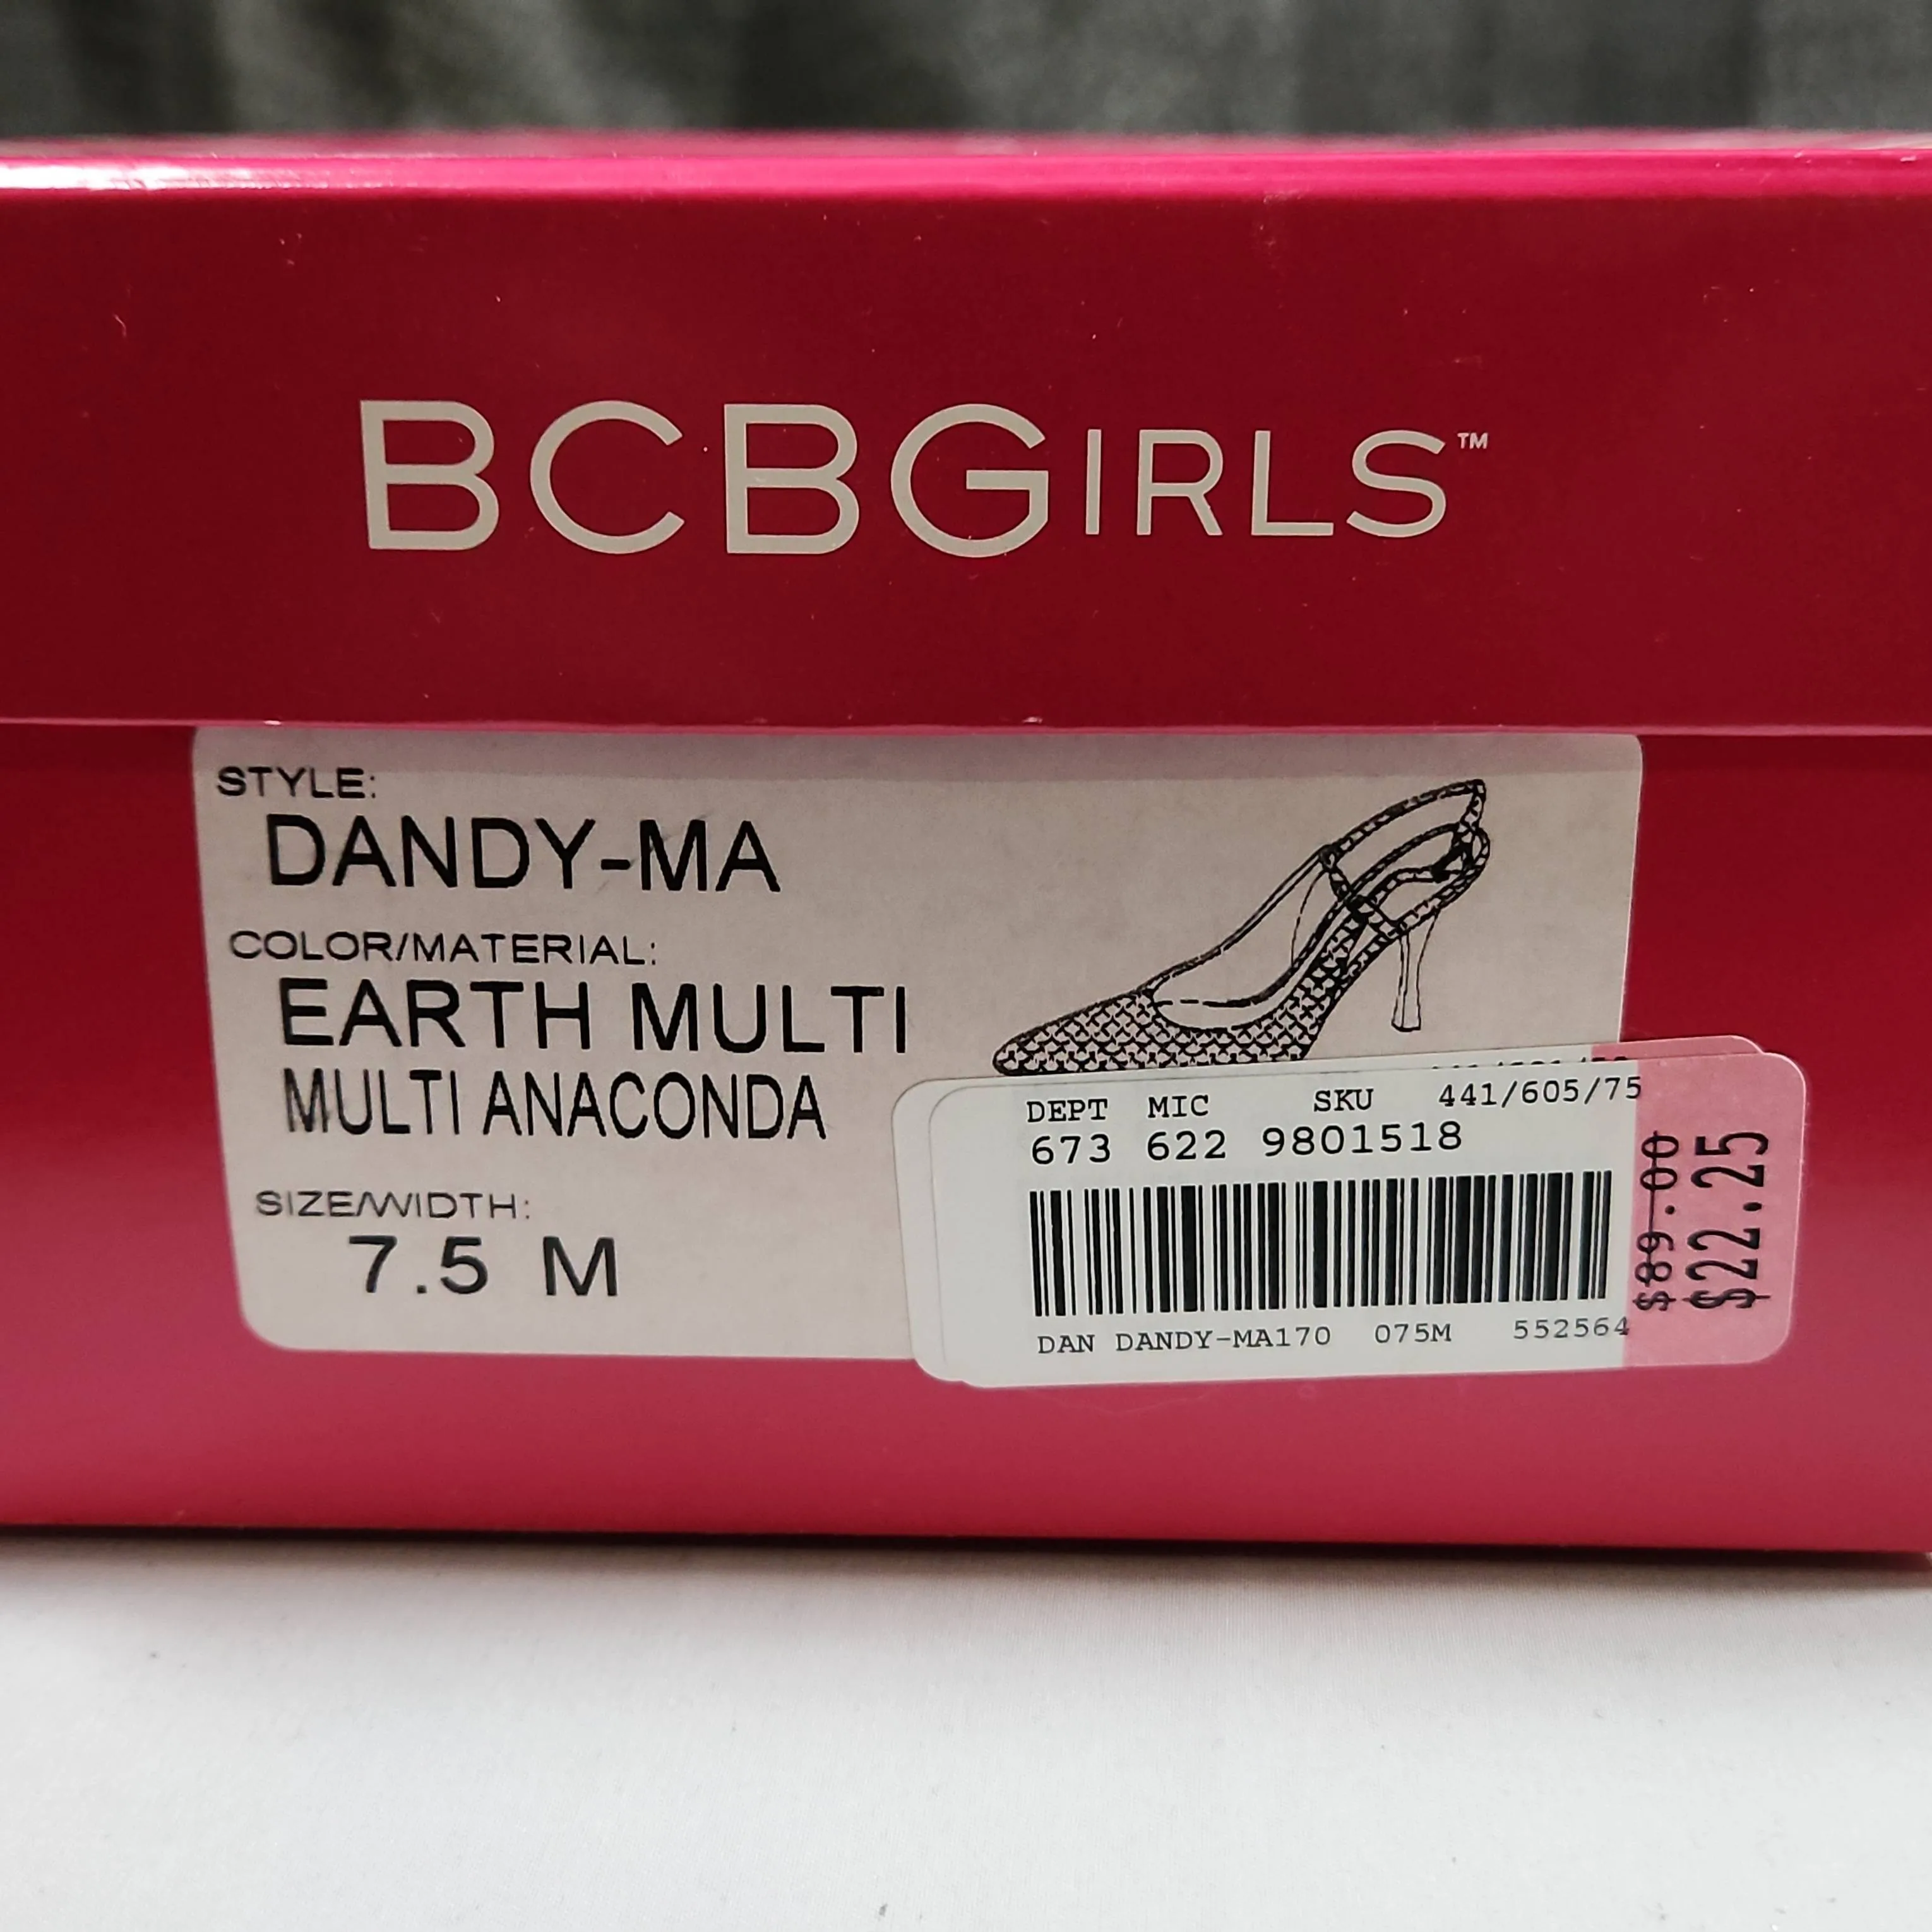 BCBGIRLS™
STYLE:
DANDY-MA
COLOR/MATERIAL:
EARTH MULTI
MULTI ANACONDA
SIZE/WIDTH:
7.5 M
DEPT MIC SKU 441/605/75
673 622 9801518
DAN DANDY-MA170 075M 552564
$89.00
$22.25